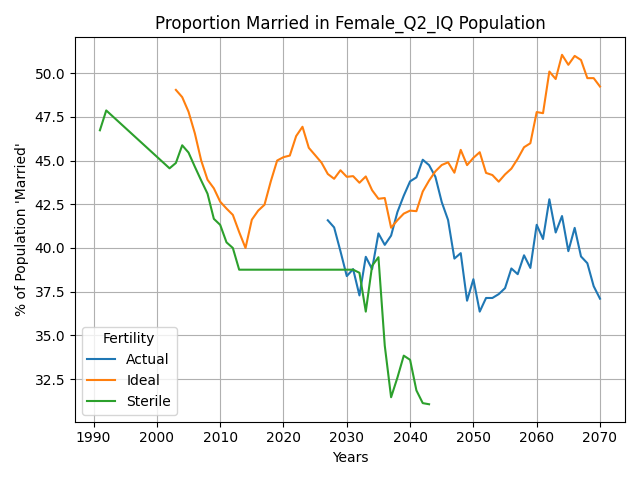 Proportion Married in Female_Q2_IQ Population
% of Population 'Married'
50.0
47.5
45.0
42.5
40.0
37.5
35.0
32.5
Fertility
Actual
Ideal
Sterile
1990 2000 2010 2020 2030 2040 2050 2060 2070
Years